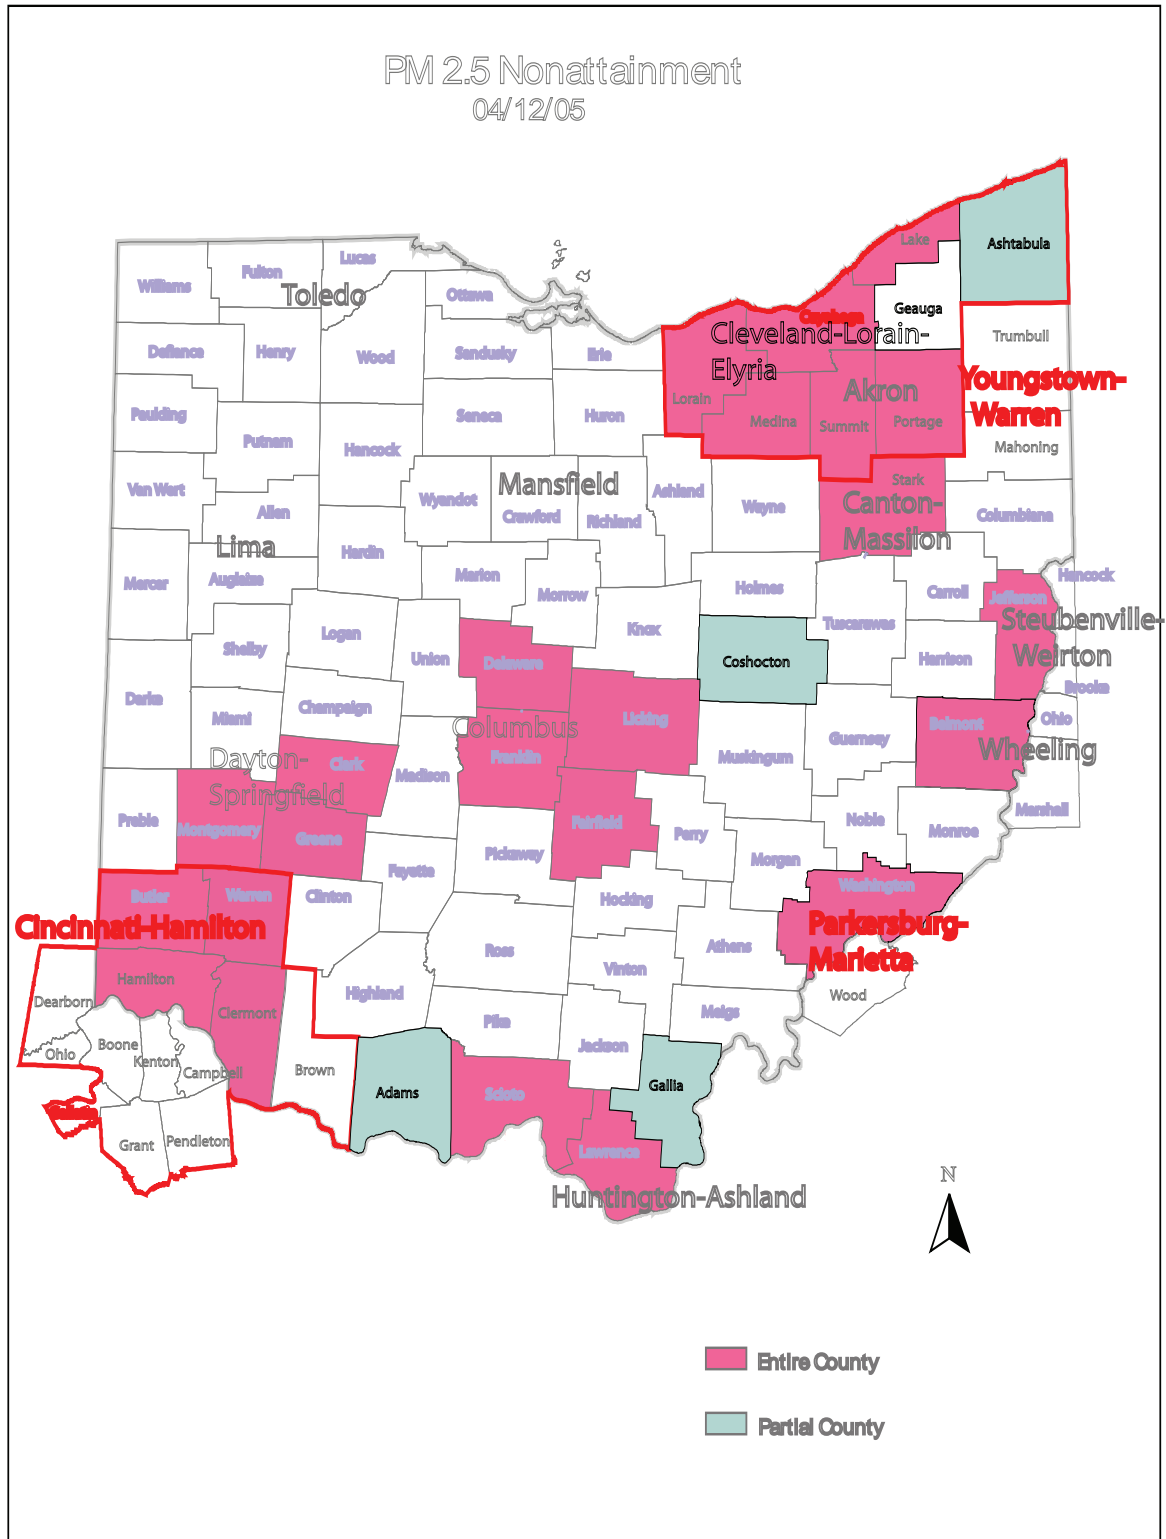 PM 2.5 Nonattainment
04/12/05
Lake
Ashtabula
Lucas
Fulton
Williams
Toledo
Ottawa
Geauga
Cuyahoga
Cleveland-Lorain-
Elyria
Trumbull
Defiance
Henry
Wood
Sandusky
Erie
Youngstown-
Warren
Akron
Lorain
Medina
Summit
Portage
Paulding
Putnam
Seneca
Huron
Hancock
Mahoning
Mansfield
Stark
Canton-
Massilon
Van Wert
Allen
Wyandot
Crawford
Richland
Ashland
Wayne
Columbiana
Lima
Hardin
Mercer
Auglaize
Marion
Morrow
Holmes
Carroll
Jefferson
Hancock
Steubenville-
Weirton
Tuscarawas
Logan
Knox
Shelby
Union
Delaware
Coshocton
Harrison
Brooke
Darke
Miami
Champaign
Columbus
Licking
Belmont
Ohio
Wheeling
Guernsey
Dayton-
Springfield
Clark
Madison
Franklin
Muskingum
Preble
Montgomery
Greene
Fairfield
Perry
Noble
Monroe
Marshall
Pickaway
Fayette
Morgan
Washington
Butler
Warren
Clinton
Hocking
Cincinnati-Hamilton
Parkersburg-
Marietta
Ross
Athens
Vinton
Hamilton
Highland
Wood
Dearborn
Clermont
Pike
Meigs
Boone
Jackson
Ohio
Kenton
Campbell
Brown
Adams
Scioto
Gallia
Grant
Pendleton
Lawrence
Huntington-Ashland
N
Entire County
Partial County